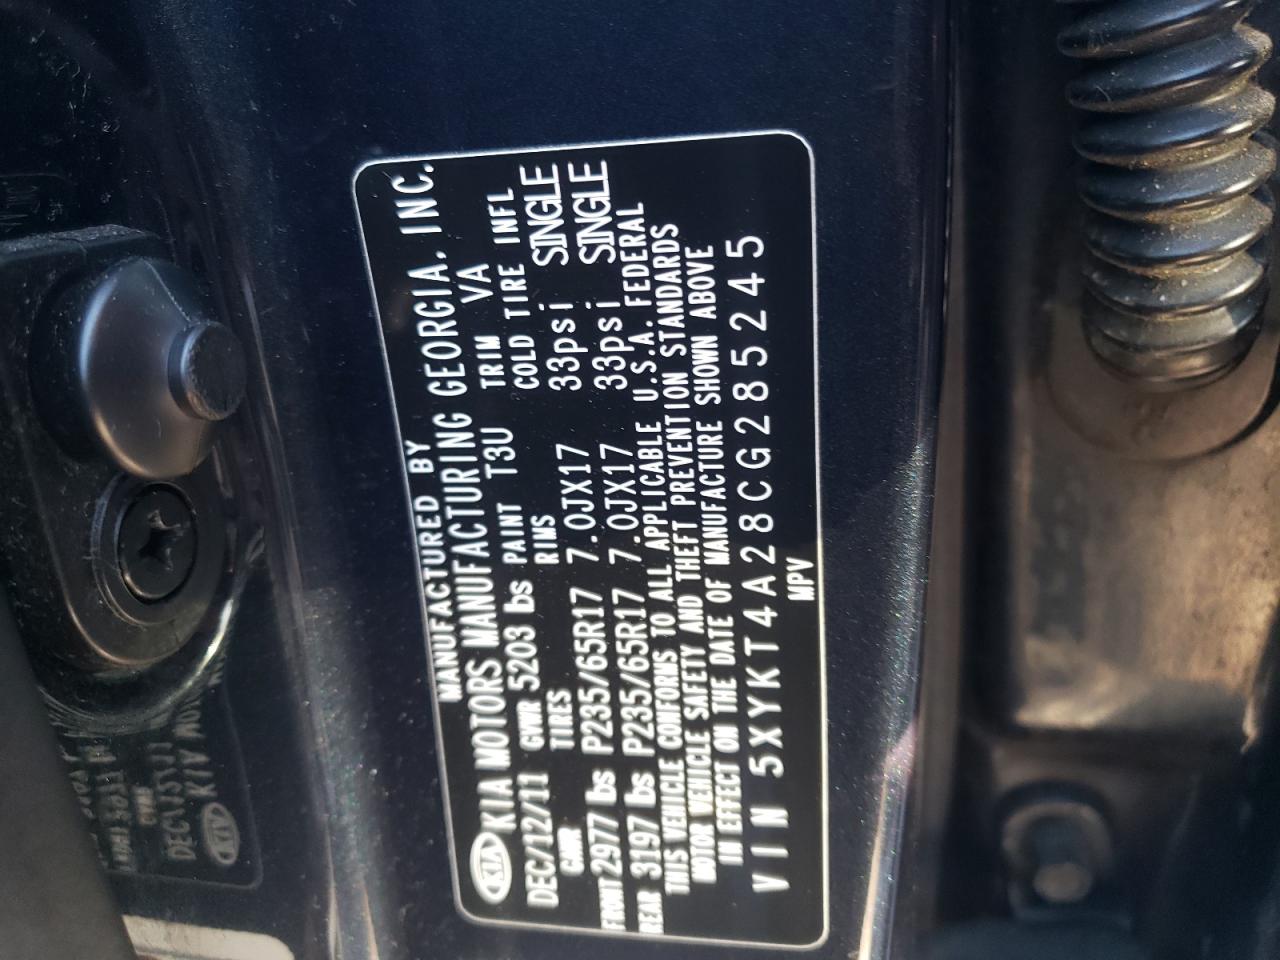 MANUFACTURED BY
KIA KIA MOTORS MANUFACTURING GEORGIA, INC.
DEC/12/11 GVWR 5203 lbs PAINT T3U TRIM VA
GAWR TIRES RIMS COLD TIRE INFL
FRONT 2977 lbs P235/65R17 7.0JX17 33psi SINGLE
REAR 3197 lbs P235/65R17 7.0JX17 33psi SINGLE
THIS VEHICLE CONFORMS TO ALL APPLICABLE U.S.A. FEDERAL
MOTOR VEHICLE SAFETY AND THEFT PREVENTION STANDARDS
IN EFFECT ON THE DATE OF MANUFACTURE SHOWN ABOVE
VIN 5XYKT4A28CG285245
MPV